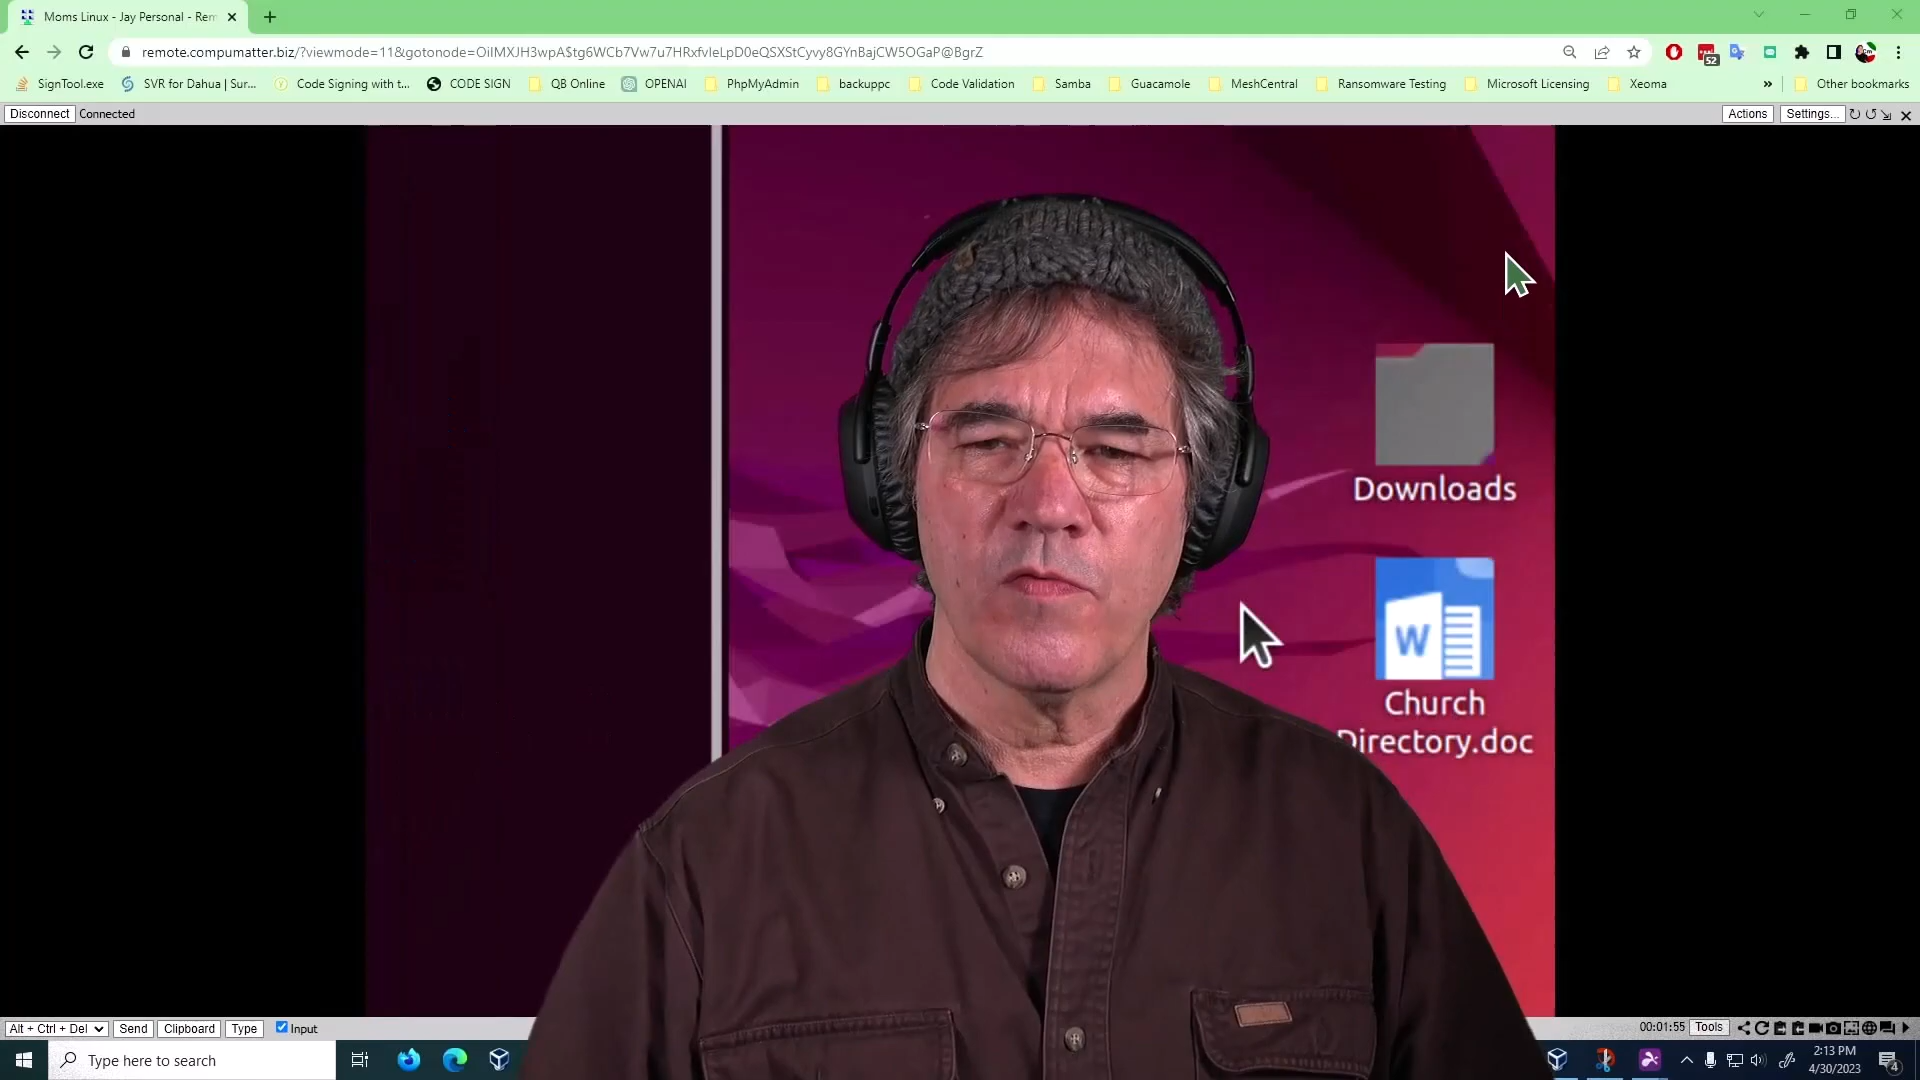 Moms Linux - Jay Personal - Rem
remote.compumatter.biz/?viewmode=11&gotonode=OilMXJH3wpA$tg6WCb7Vw7u7HRxfvIeLpD0eQSXStCyvy8GYnBajCW5OGaP@BgrZ
52
SignTool.exe
SVR for Dahua | Sur...
Code Signing with t...
CODE SIGN
QB Online
OPENAI
PhpMyAdmin
backuppc
Code Validation
Samba
Guacamole
MeshCentral
Ransomware Testing
Microsoft Licensing
Xeoma
»
Other bookmarks
Disconnect Connected
Actions Settings...
Downloads
W
Church
Directory.doc
Alt + Ctrl + Del Send Clipboard Type Input
00:01:55 Tools
Type here to search
2:13 PM
4/30/2023
4